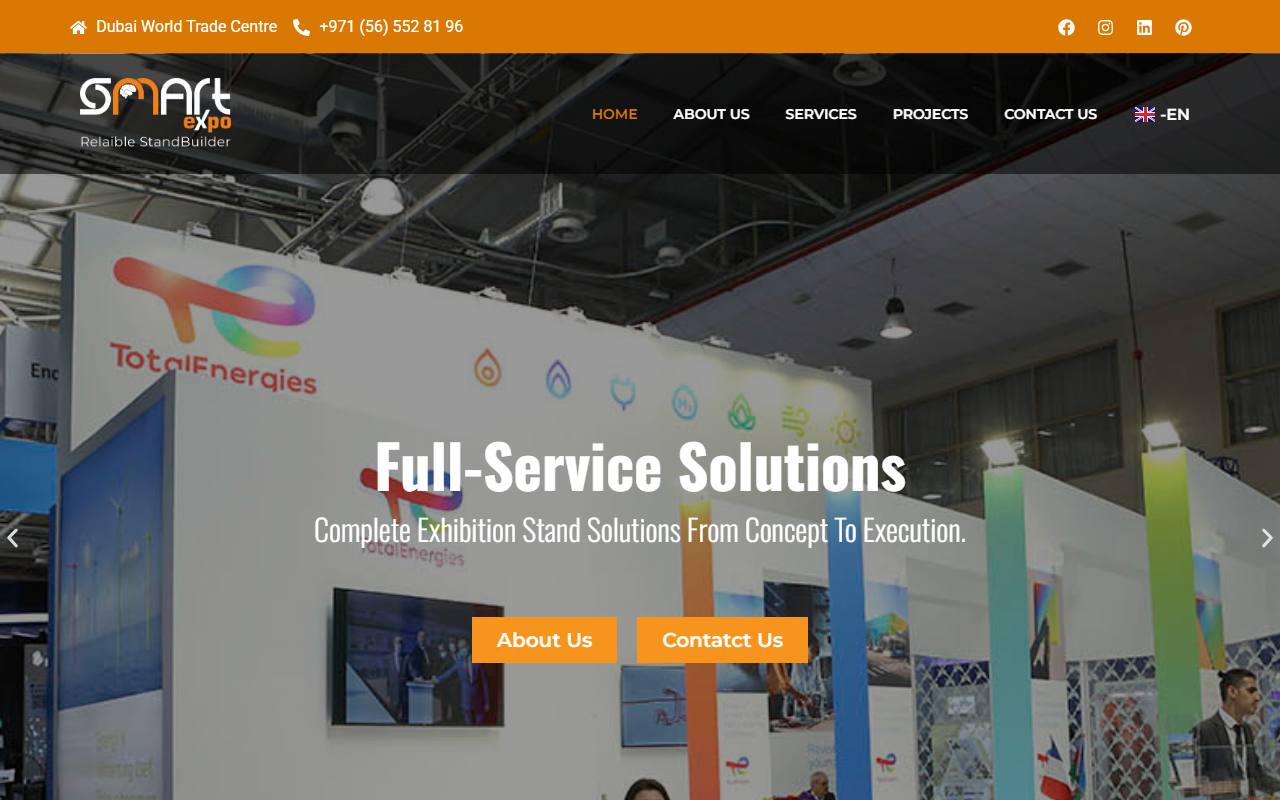 Dubai World Trade Centre
+971 (56) 552 81 96
smart
expo
Relaible StandBuilder
HOME
ABOUT US
SERVICES
PROJECTS
CONTACT US
-EN
TotalEnergies
H2
Full-Service Solutions
Complete Exhibition Stand Solutions From Concept To Execution.
TotalEnergies
About Us
Contatct Us